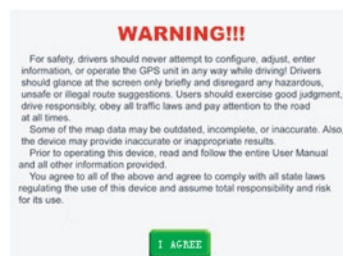 WARNING!!!
For safety, drivers should never attempt to configure, adjust, enter
information, or operate the GPS unit in any way while driving! Drivers
should glance at the screen only briefly and disregard any hazardous,
unsafe or illegal route suggestions. Users should exercise good judgment,
drive responsibly, obey all traffic laws and pay attention to the road
at all times.
Some of the map data may be outdated, incomplete, or inaccurate. Also,
the device may provide inaccurate or inappropriate results.
Prior to operating this device, read and follow the entire User Manual
and all other information provided.
You agree to all of the above and agree to comply with all state laws
regulating the use of this device and assume total responsibility and risk
for its use.
I AGREE